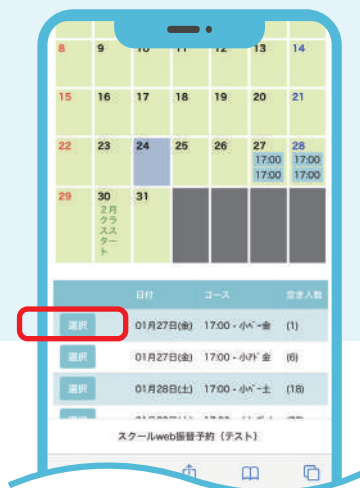 8 9 13 14
15 16 17 18 19 20 21
22 23 24 25 26 27 28
17:00 17:00
17:00 17:00
29 30 31
2月
クラ
スス
ター
ト
日付 コース 空き人数
選択 01月27日(金) 17:00 - 小ﾍﾞｰ金 (1)
選択 01月27日(金) 17:00 - 小ｱﾄﾞ金 (6)
選択 01月28日(土) 17:00 - 小ﾍﾞｰ土 (18)
スクールweb振替予約（テスト）